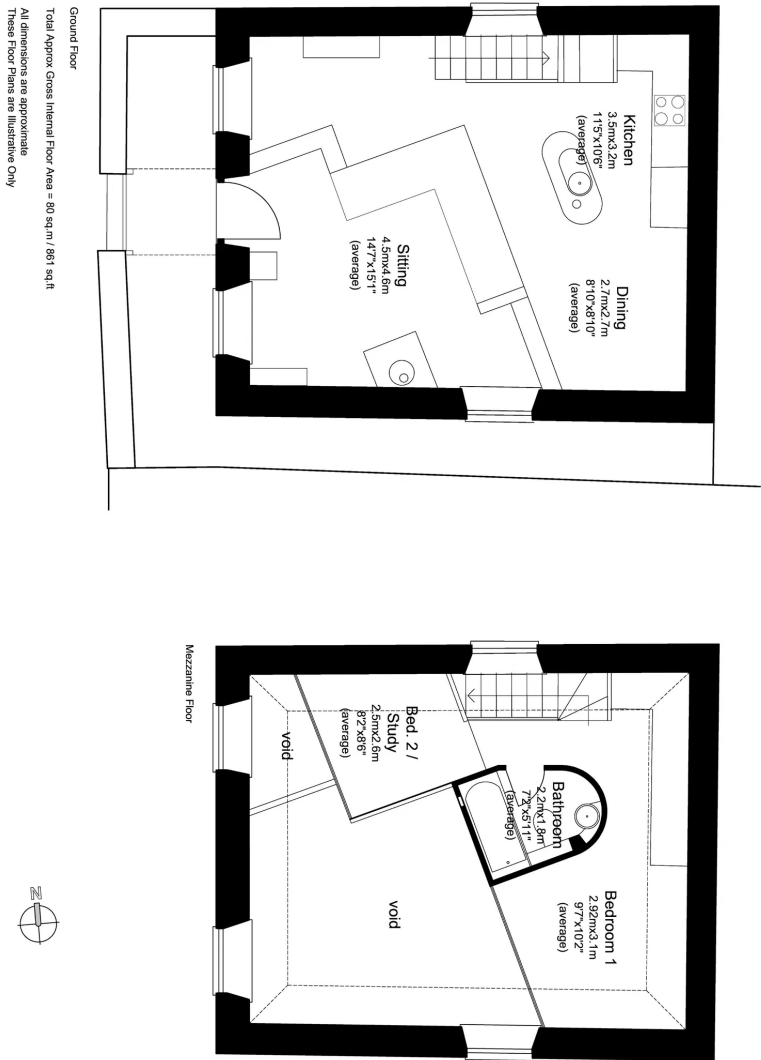 Kitchen
3.5mx3.2m
11'5"x10'6"
(average)
Dining
2.7mx2.7m
8'10"x8'10"
(average)
Sitting
4.5mx4.6m
14'7"x15'1"
(average)
Ground Floor
Total Approx Gross Internal Floor Area = 80 sq.m / 861 sq.ft
All dimensions are approximate
These Floor Plans are Illustrative Only
Bed. 2 /
Study
2.5mx2.6m
8'2"x8'6"
(average)
Bathroom
2.2mx1.8m
7'2"x5'11"
(average)
Bedroom 1
2.92mx3.1m
9'7"x10'2"
(average)
void
void
Mezzanine Floor
N